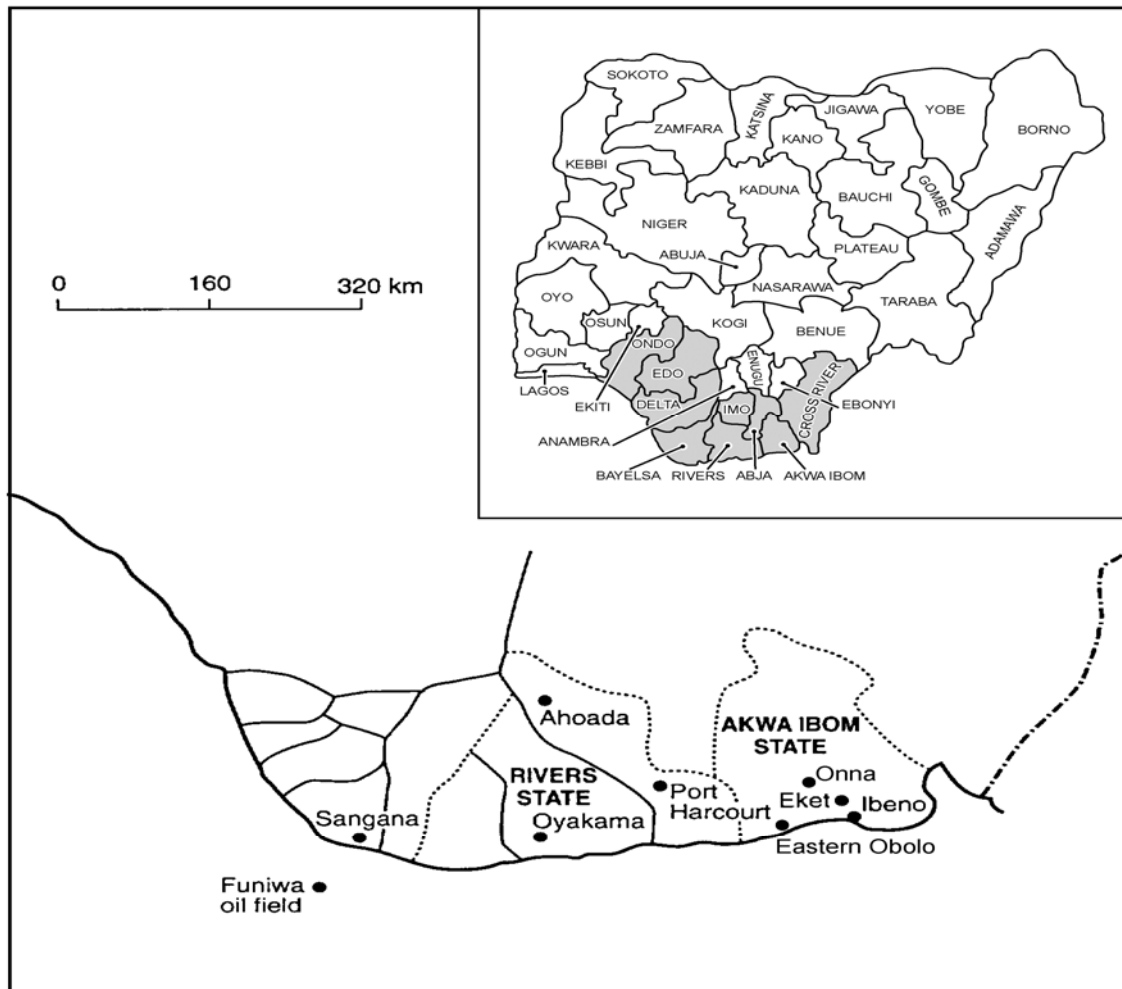 SOKOTO
KATSINA
JIGAWA
YOBE
BORNO
ZAMFARA
KANO
KEBBI
KADUNA
BAUCHI
GOMBE
ADAMAWA
NIGER
KWARA
PLATEAU
ABUJA
NASARAWA
TARABA
OYO
OSUN
KOGI
BENUE
OGUN
ONDO
ENUGU
EDO
LAGOS
EKITI
DELTA
IMO
CROSS RIVER
EBONYI
ANAMBRA
BAYELSA
RIVERS
ABJA
AKWA IBOM
0 160 320 km
Ahoada
AKWA IBOM
STATE
RIVERS
STATE
Onna
Port
Harcourt
Eket
Ibeno
Sangana
Oyakama
Eastern Obolo
Funiwa
oil field